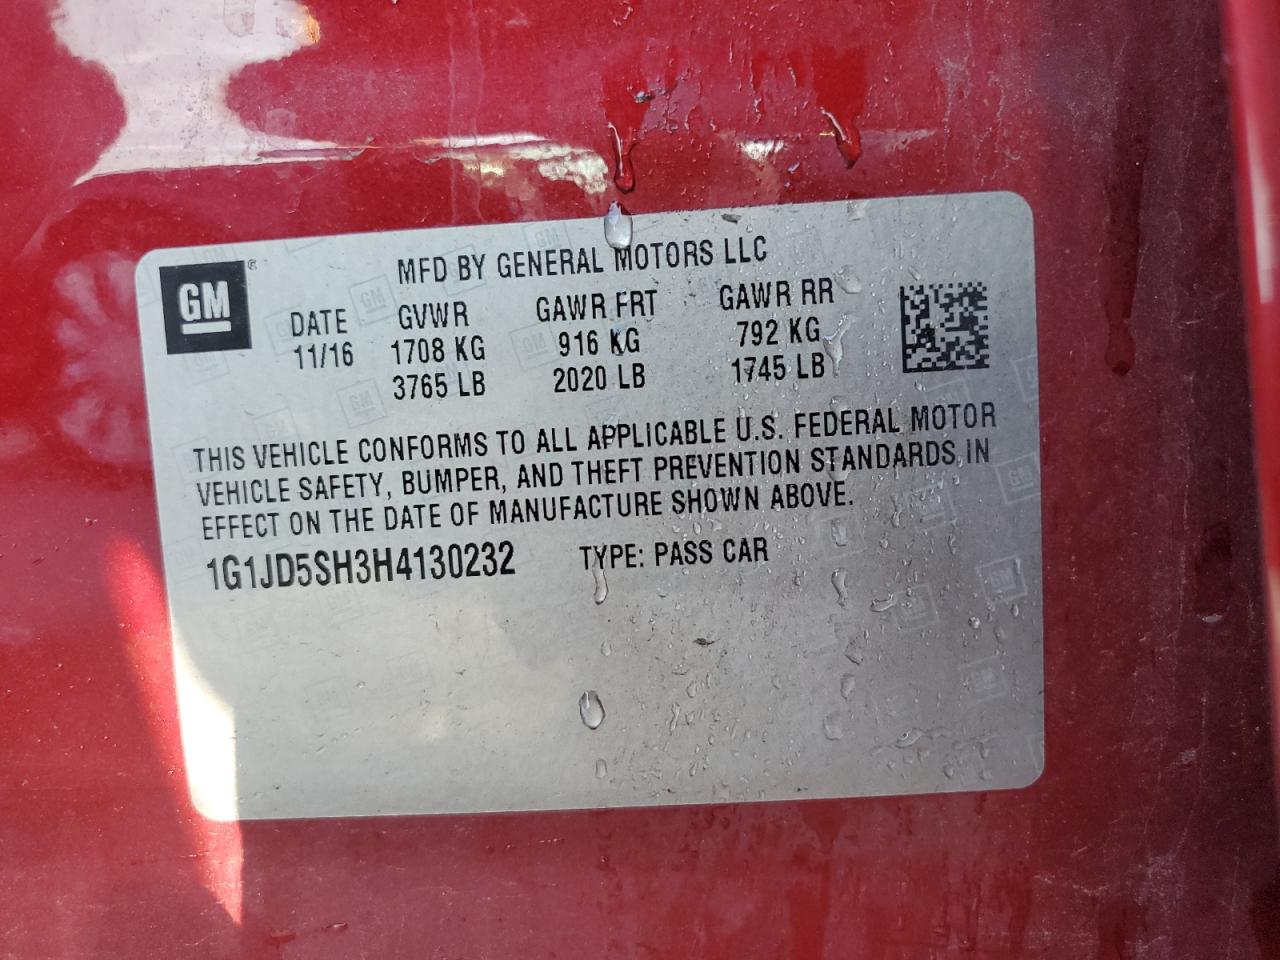 GM ®
MFD BY GENERAL MOTORS LLC
DATE GVWR GAWR FRT GAWR RR
11/16 1708 KG 916 KG 792 KG
3765 LB 2020 LB 1745 LB
THIS VEHICLE CONFORMS TO ALL APPLICABLE U.S. FEDERAL MOTOR
VEHICLE SAFETY, BUMPER, AND THEFT PREVENTION STANDARDS IN
EFFECT ON THE DATE OF MANUFACTURE SHOWN ABOVE.
1G1JD5SH3H4130232 TYPE: PASS CAR